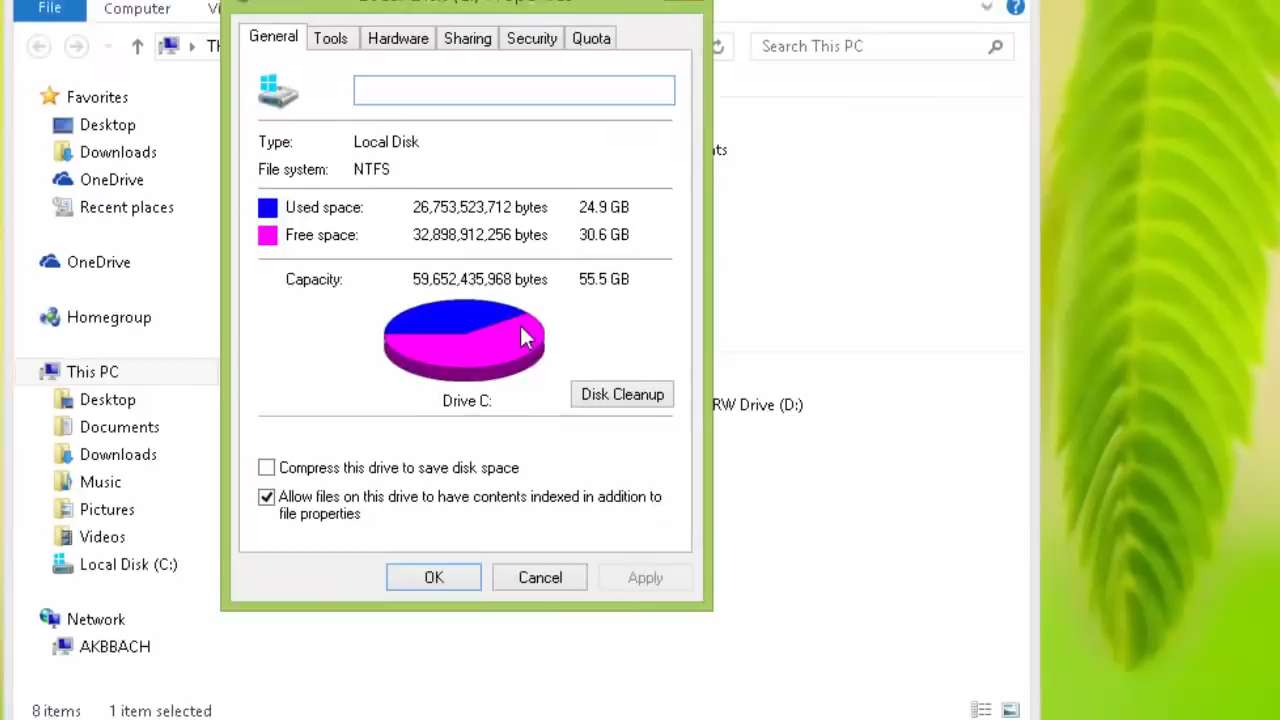 File
Computer
Search This PC
General
Tools
Hardware
Sharing
Security
Quota
Favorites
Desktop
Downloads
OneDrive
Recent places
OneDrive
Homegroup
This PC
Desktop
Documents
Downloads
Music
Pictures
Videos
Local Disk (C:)
Network
AKBBACH
Type: Local Disk
File system: NTFS
Used space: 26,753,523,712 bytes 24.9 GB
Free space: 32,898,912,256 bytes 30.6 GB
Capacity: 59,652,435,968 bytes 55.5 GB
Drive C:
Disk Cleanup
Compress this drive to save disk space
Allow files on this drive to have contents indexed in addition to
file properties
OK
Cancel
Apply
RW Drive (D:)
8 items
1 item selected